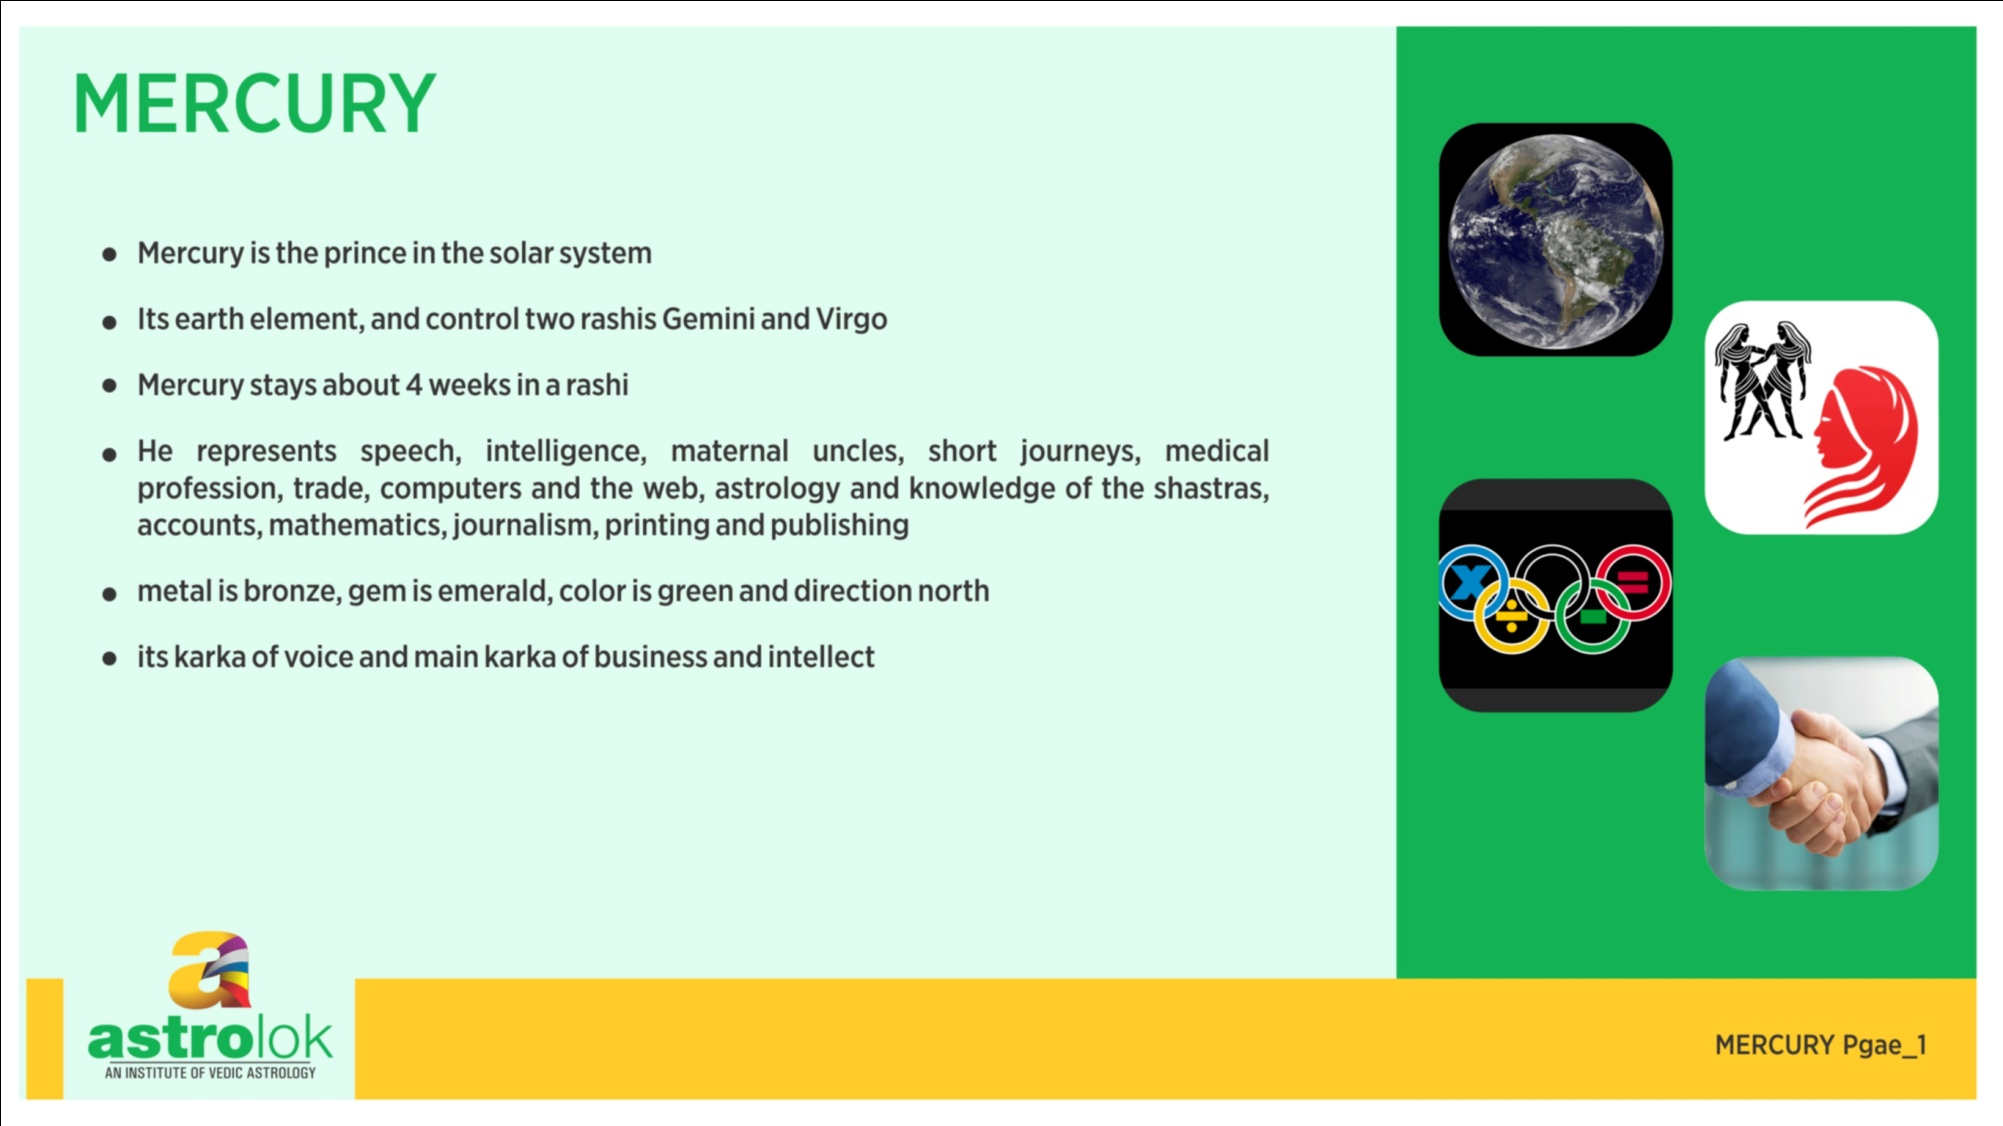 MERCURY
● Mercury is the prince in the solar system
● Its earth element, and control two rashis Gemini and Virgo
● Mercury stays about 4 weeks in a rashi
● He represents speech, intelligence, maternal uncles, short journeys, medical
profession, trade, computers and the web, astrology and knowledge of the shastras,
accounts, mathematics, journalism, printing and publishing
● metal is bronze, gem is emerald, color is green and direction north
● its karka of voice and main karka of business and intellect
x
=
÷
-
a
astrolok
AN INSTITUTE OF VEDIC ASTROLOGY
MERCURY Pgae_1